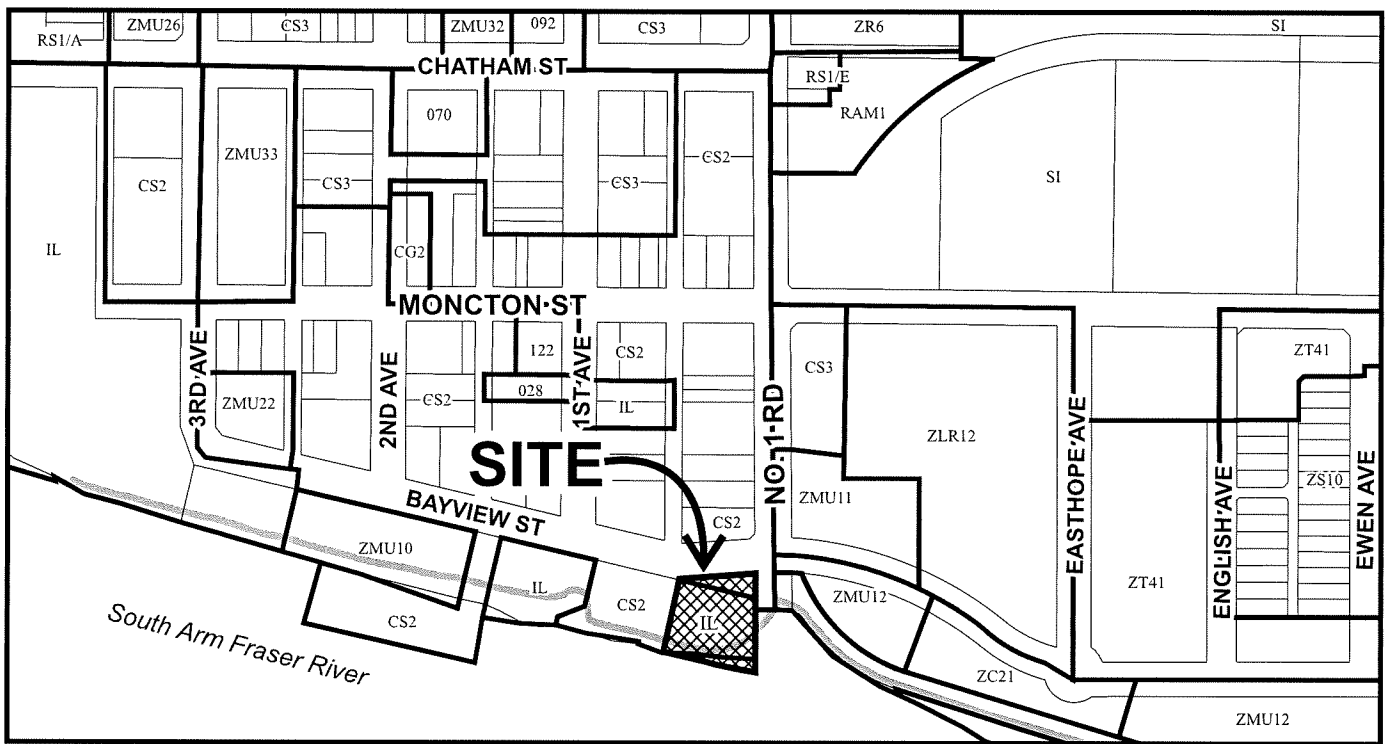 RS1/A
ZMU26
CS3
ZMU32
092
CS3
ZR6
SI
CHATHAM ST
RS1/E
RAM1
070
ZMU33
CS2
CS3
CS3
CS2
SI
IL
CG2
MONCTON ST
3RD AVE
2ND AVE
1ST AVE
NO. 1 RD
EASTHOPE AVE
ENGLISH AVE
EWEN AVE
122
CS2
CS3
ZT41
ZMU22
CS2
028
IL
ZLR12
SITE
BAYVIEW ST
CS2
ZMU11
ZS10
ZMU10
IL
CS2
IL
ZMU12
ZT41
CS2
South Arm Fraser River
ZC21
ZMU12